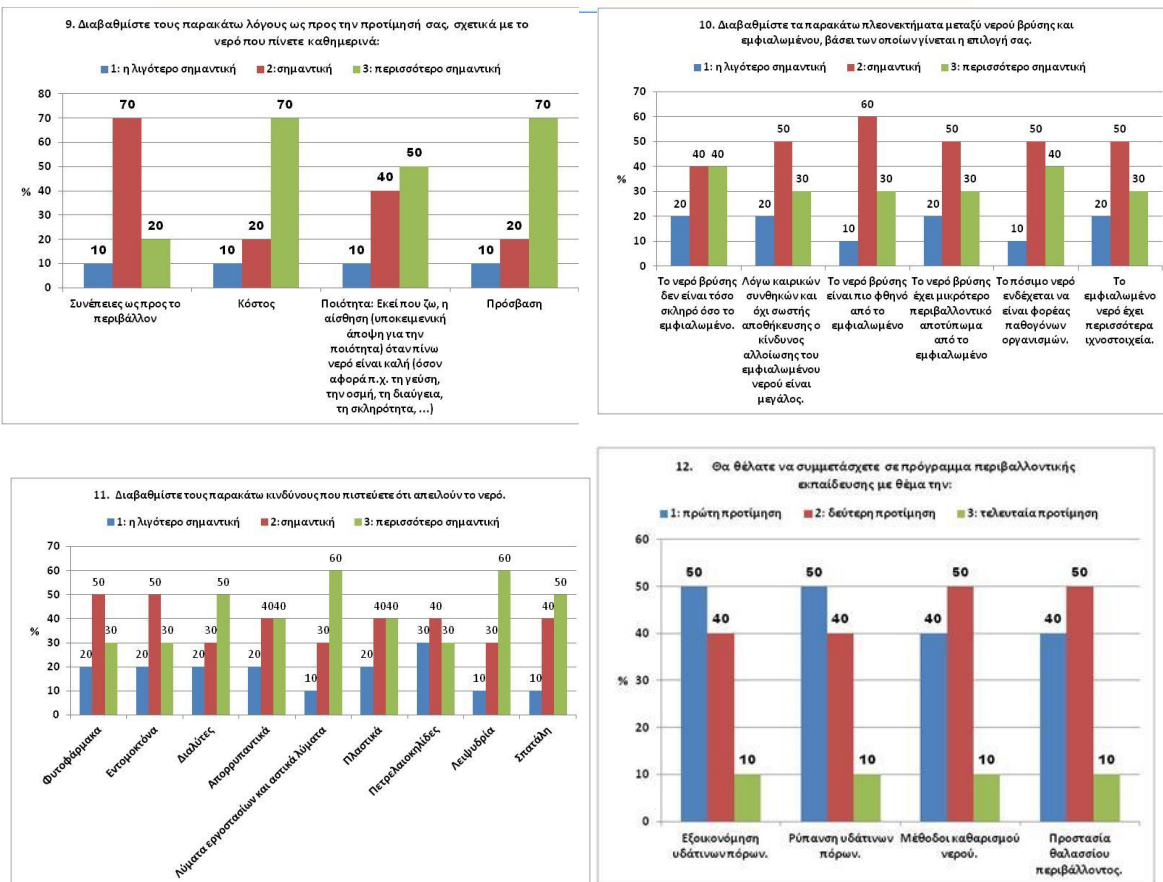 9. Διαβαθμίστε τους παρακάτω λόγους ως προς την προτίμησή σας, σχετικά με το
νερό που πίνετε καθημερινά:
1: η λιγότερο σημαντική 2:σημαντική 3: περισσότερο σημαντική
80
70
60
50
40
30
20
10
0
%
10 70 20
10 20 70
10 40 50
10 20 70
Συνέπειες ως προς το
περιβάλλον
Κόστος
Ποιότητα: Εκεί που ζω, η
αίσθηση (υποκειμενική
άποψη για την
ποιότητα) όταν πίνω
νερό είναι καλή (όσον
αφορά π.χ. τη γεύση,
την οσμή, τη διαύγεια,
τη σκληρότητα, ...)
Πρόσβαση
10. Διαβαθμίστε τα παρακάτω πλεονεκτήματα μεταξύ νερού βρύσης και
εμφιαλωμένου, βάσει των οποίων γίνεται η επιλογή σας.
1: η λιγότερο σημαντική 2:σημαντική 3: περισσότερο σημαντική
70
60
50
40
30
20
10
0
%
20 40 40
20 50 30
10 60 30
20 50 30
10 50 40
20 50 30
Το νερό βρύσης
δεν είναι τόσο
σκληρό όσο το
εμφιαλωμένο.
Λόγω καιρικών
συνθηκών και
όχι σωστής
αποθήκευσης ο
κίνδυνος
αλλοίωσης του
εμφιαλωμένου
νερού είναι
μεγάλος.
Το νερό βρύσης
είναι πιο φθηνό
από το
εμφιαλωμένο
Το νερό βρύσης
έχει μικρότερο
περιβαλλοντικό
αποτύπωμα
από το
εμφιαλωμένο
Το πόσιμο νερό
ενδέχεται να
είναι φορέας
παθογόνων
οργανισμών.
Το
εμφιαλωμένο
νερό έχει
περισσότερα
ιχνοστοιχεία.
11. Διαβαθμίστε τους παρακάτω κινδύνους που πιστεύετε ότι απειλούν το νερό.
1: η λιγότερο σημαντική 2:σημαντική 3: περισσότερο σημαντική
70
60
50
40
30
20
10
0
%
20 50 30
20 50 30
20 30 50
20 40 40
10 30 60
20 40 40
30 40 30
10 30 60
10 40 50
Φυτοφάρμακα
Εντομοκτόνα
Διαλύτες
Απορρυπαντικά
Λύματα εργοστασίων και αστικά λύματα
Πλαστικά
Πετρελαιοκηλίδες
Λειψυδρία
Σπατάλη
12. Θα θέλατε να συμμετάσχετε σε πρόγραμμα περιβαλλοντικής
εκπαίδευσης με θέμα την:
1: πρώτη προτίμηση 2: δεύτερη προτίμηση 3: τελευταία προτίμηση
60
50
40
30
20
10
0
%
50 40 10
50 40 10
40 50 10
40 50 10
Εξοικονόμηση
υδάτινων πόρων.
Ρύπανση υδάτινων
πόρων.
Μέθοδοι καθαρισμού
νερού.
Προστασία
θαλασσίου
περιβάλλοντος.